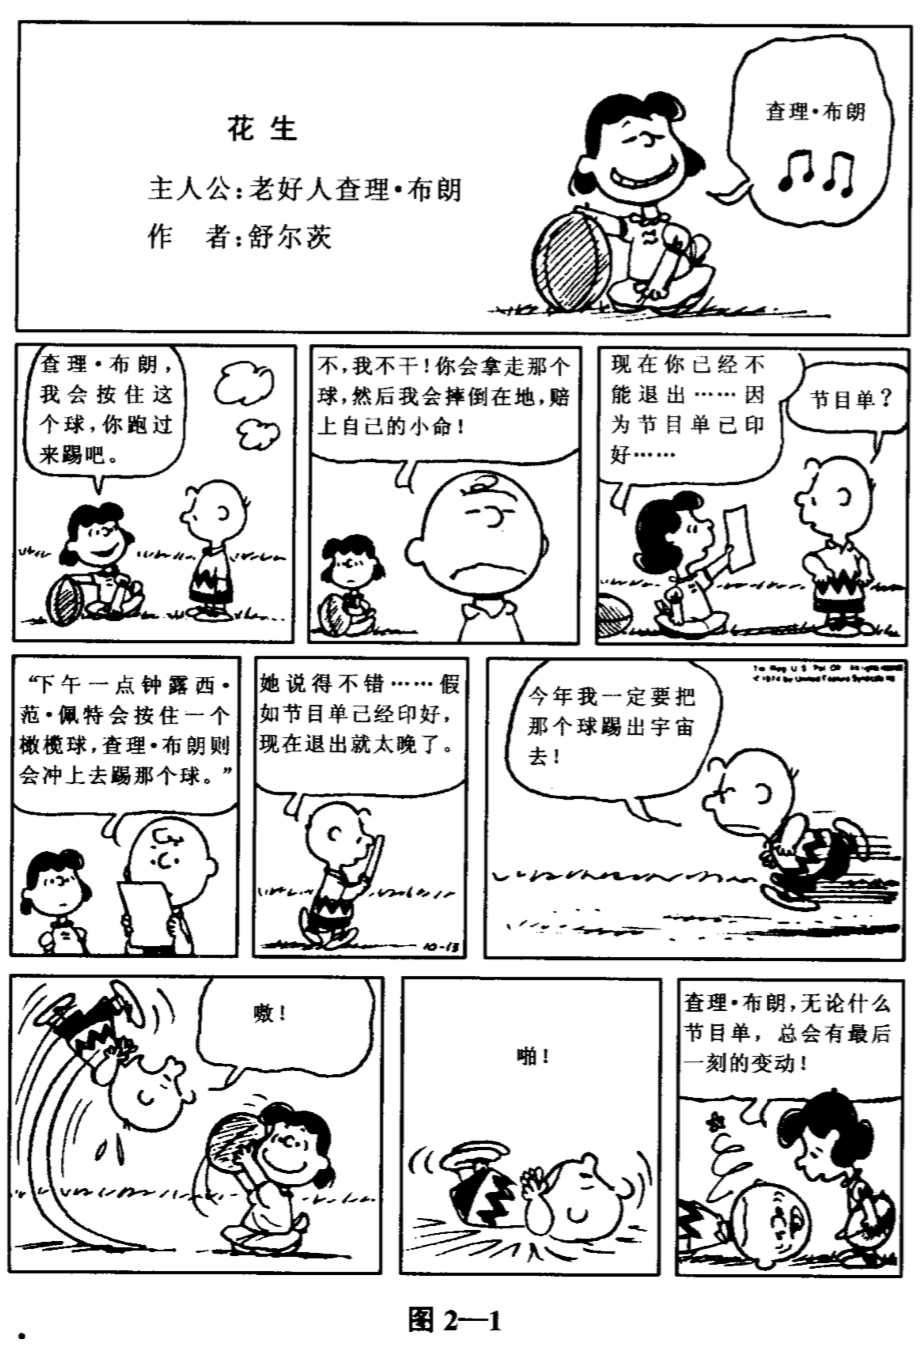 花生
主人公:老好人查理·布朗
作 者:舒尔茨
查理·布朗
查理·布朗,
我会按住这
个球,你跑过
来踢吧。
不,我不干!你会拿走那个
球,然后我会摔倒在地,赔
上自己的小命!
现在你已经不
能退出……因
为节目单已印
好……
节目单?
“下午一点钟露西·
范·佩特会按住一个
橄榄球,查理·布朗则
会冲上去踢那个球。”
她说得不错……假
如节目单已经印好,
现在退出就太晚了。
10-13
Tm Reg U S Pat Off
© 1974 by United Feature Syndicate
今年我一定要把
那个球踢出宇宙
去!
嗷!
啪!
查理·布朗,无论什么
节目单,总会有最后
一刻的变动!
图 2—1